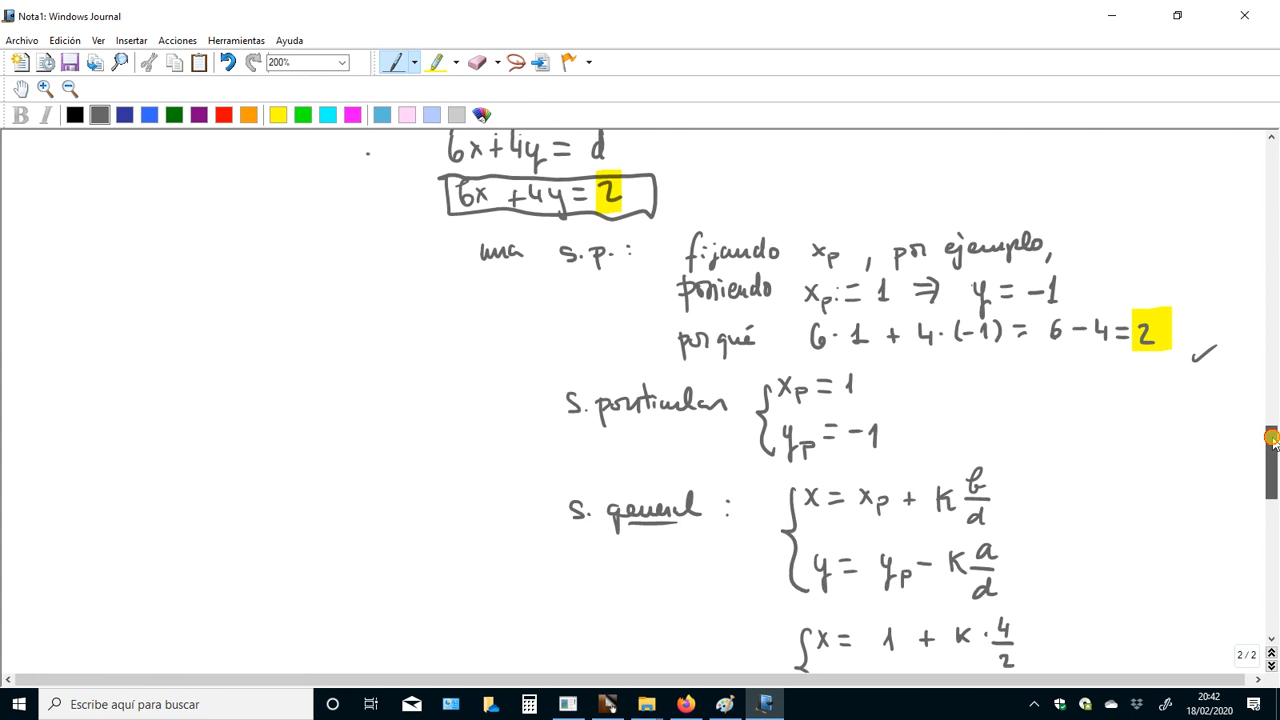 Nota1: Windows Journal
Archivo Edición Ver Insertar Acciones Herramientas Ayuda
200%
B I
6x+4y = d
6x +4y = 2
una s.p.: fijando xp, por ejemplo,
poniendo xp := 1 ⇒ y = -1
porqué 6·1 + 4·(-1) = 6 - 4 = 2 ✓
s. particular { xp = 1
yp = -1
s. general : { x = xp + k b/d
y = yp - k a/d
{ x = 1 + k · 4/2
2 / 2
Escribe aquí para buscar
20:42
18/02/2020